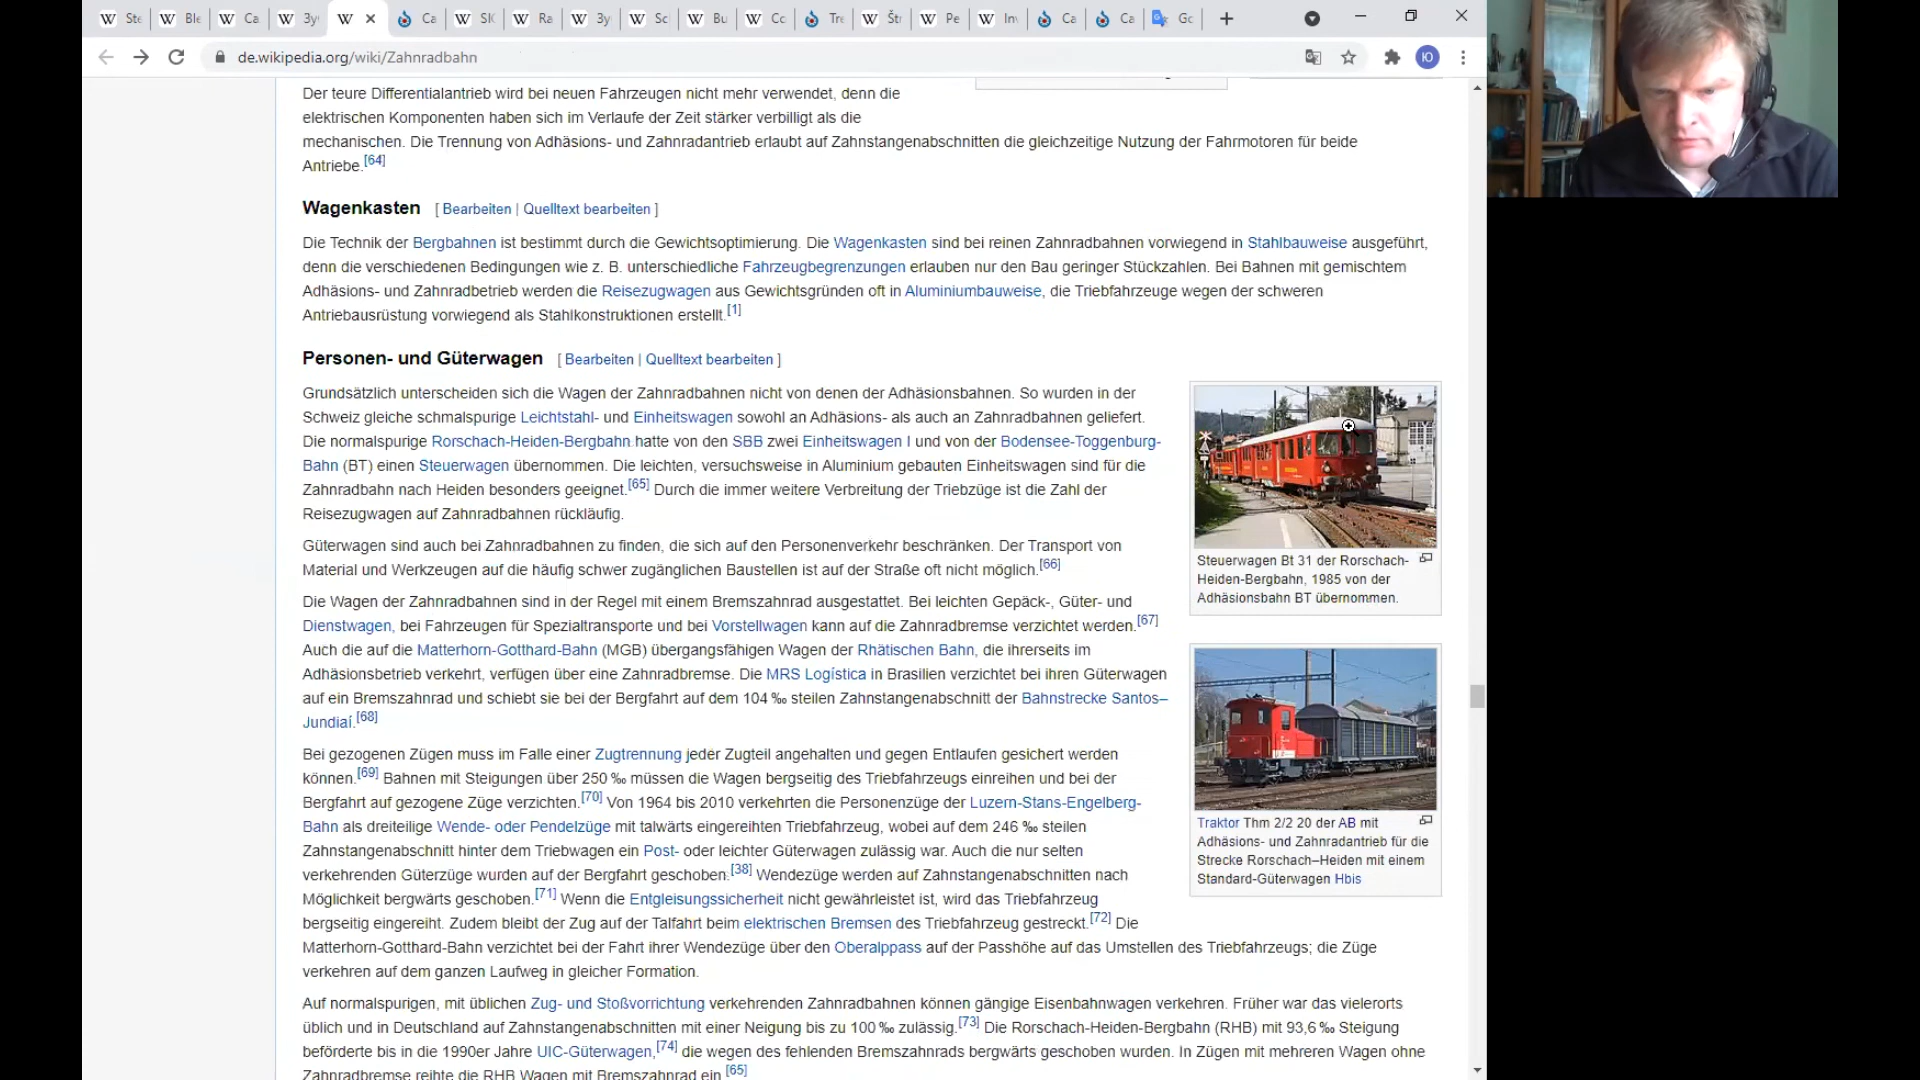 Ste
Ble
Ca
Зу
Ca
SK
Ra
Зу
Sc
Bu
Cc
Tre
Štr
Pe
Inv
Ca
Ca
Gc
de.wikipedia.org/wiki/Zahnradbahn
Ю
Der teure Differentialantrieb wird bei neuen Fahrzeugen nicht mehr verwendet, denn die
elektrischen Komponenten haben sich im Verlaufe der Zeit stärker verbilligt als die
mechanischen. Die Trennung von Adhäsions- und Zahnradantrieb erlaubt auf Zahnstangenabschnitten die gleichzeitige Nutzung der Fahrmotoren für beide
Antriebe.[64]
Wagenkasten [ Bearbeiten | Quelltext bearbeiten ]
Die Technik der Bergbahnen ist bestimmt durch die Gewichtsoptimierung. Die Wagenkasten sind bei reinen Zahnradbahnen vorwiegend in Stahlbauweise ausgeführt,
denn die verschiedenen Bedingungen wie z. B. unterschiedliche Fahrzeugbegrenzungen erlauben nur den Bau geringer Stückzahlen. Bei Bahnen mit gemischtem
Adhäsions- und Zahnradbetrieb werden die Reisezugwagen aus Gewichtsgründen oft in Aluminiumbauweise, die Triebfahrzeuge wegen der schweren
Antriebausrüstung vorwiegend als Stahlkonstruktionen erstellt.[1]
Personen- und Güterwagen [ Bearbeiten | Quelltext bearbeiten ]
Grundsätzlich unterscheiden sich die Wagen der Zahnradbahnen nicht von denen der Adhäsionsbahnen. So wurden in der
Schweiz gleiche schmalspurige Leichtstahl- und Einheitswagen sowohl an Adhäsions- als auch an Zahnradbahnen geliefert.
Die normalspurige Rorschach-Heiden-Bergbahn hatte von den SBB zwei Einheitswagen I und von der Bodensee-Toggenburg-
Bahn (BT) einen Steuerwagen übernommen. Die leichten, versuchsweise in Aluminium gebauten Einheitswagen sind für die
Zahnradbahn nach Heiden besonders geeignet.[65] Durch die immer weitere Verbreitung der Triebzüge ist die Zahl der
Reisezugwagen auf Zahnradbahnen rückläufig.
Güterwagen sind auch bei Zahnradbahnen zu finden, die sich auf den Personenverkehr beschränken. Der Transport von
Material und Werkzeugen auf die häufig schwer zugänglichen Baustellen ist auf der Straße oft nicht möglich.[66]
Die Wagen der Zahnradbahnen sind in der Regel mit einem Bremszahnrad ausgestattet. Bei leichten Gepäck-, Güter- und
Dienstwagen, bei Fahrzeugen für Spezialtransporte und bei Vorstellwagen kann auf die Zahnradbremse verzichtet werden.[67]
Auch die auf die Matterhorn-Gotthard-Bahn (MGB) übergangsfähigen Wagen der Rhätischen Bahn, die ihrerseits im
Adhäsionsbetrieb verkehrt, verfügen über eine Zahnradbremse. Die MRS Logística in Brasilien verzichtet bei ihren Güterwagen
auf ein Bremszahnrad und schiebt sie bei der Bergfahrt auf dem 104 ‰ steilen Zahnstangenabschnitt der Bahnstrecke Santos–
Jundiaí.[68]
Bei gezogenen Zügen muss im Falle einer Zugtrennung jeder Zugteil angehalten und gegen Entlaufen gesichert werden
können.[69] Bahnen mit Steigungen über 250 ‰ müssen die Wagen bergseitig des Triebfahrzeugs einreihen und bei der
Bergfahrt auf gezogene Züge verzichten.[70] Von 1964 bis 2010 verkehrten die Personenzüge der Luzern-Stans-Engelberg-
Bahn als dreiteilige Wende- oder Pendelzüge mit talwärts eingereihten Triebfahrzeug, wobei auf dem 246 ‰ steilen
Zahnstangenabschnitt hinter dem Triebwagen ein Post- oder leichter Güterwagen zulässig war. Auch die nur selten
verkehrenden Güterzüge wurden auf der Bergfahrt geschoben.[38] Wendezüge werden auf Zahnstangenabschnitten nach
Möglichkeit bergwärts geschoben.[71] Wenn die Entgleisungssicherheit nicht gewährleistet ist, wird das Triebfahrzeug
bergseitig eingereiht. Zudem bleibt der Zug auf der Talfahrt beim elektrischen Bremsen des Triebfahrzeug gestreckt.[72] Die
Matterhorn-Gotthard-Bahn verzichtet bei der Fahrt ihrer Wendezüge über den Oberalppass auf der Passhöhe auf das Umstellen des Triebfahrzeugs; die Züge
verkehren auf dem ganzen Laufweg in gleicher Formation.
Auf normalspurigen, mit üblichen Zug- und Stoßvorrichtung verkehrenden Zahnradbahnen können gängige Eisenbahnwagen verkehren. Früher war das vielerorts
üblich und in Deutschland auf Zahnstangenabschnitten mit einer Neigung bis zu 100 ‰ zulässig.[73] Die Rorschach-Heiden-Bergbahn (RHB) mit 93,6 ‰ Steigung
beförderte bis in die 1990er Jahre UIC-Güterwagen,[74] die wegen des fehlenden Bremszahnrads bergwärts geschoben wurden. In Zügen mit mehreren Wagen ohne
Zahnradbremse reihte die RHB Wagen mit Bremszahnrad ein.[65]
Steuerwagen Bt 31 der Rorschach-
Heiden-Bergbahn, 1985 von der
Adhäsionsbahn BT übernommen.
Traktor Thm 2/2 20 der AB mit
Adhäsions- und Zahnradantrieb für die
Strecke Rorschach–Heiden mit einem
Standard-Güterwagen Hbis